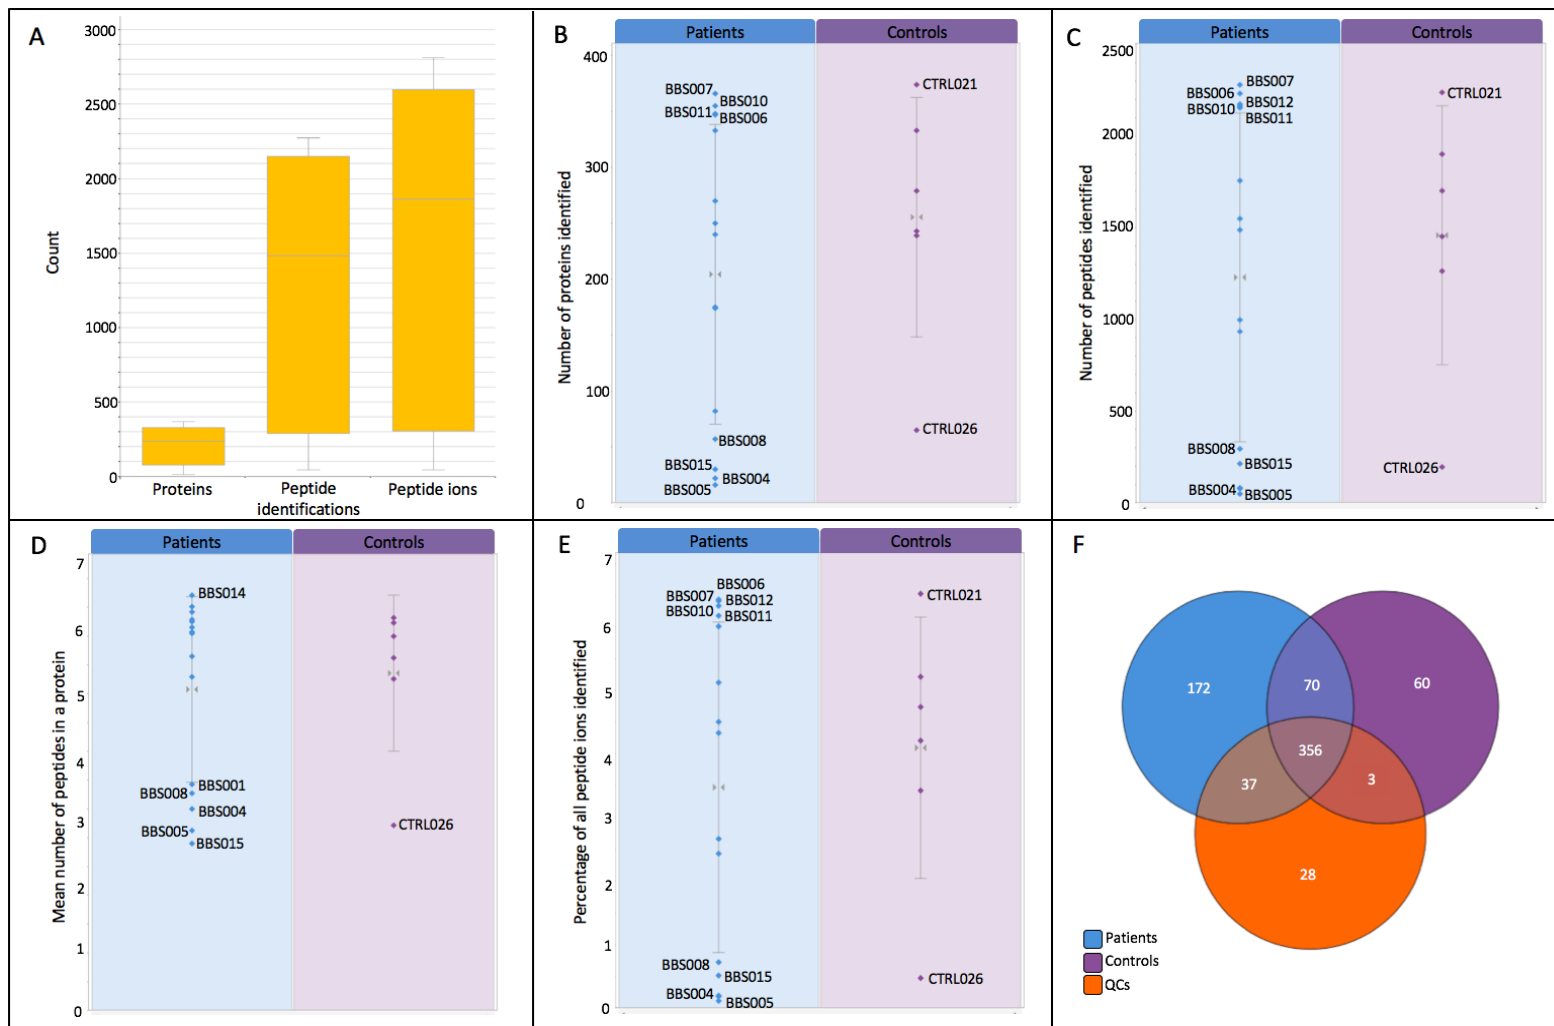 A
3000
2500
2000
1500
1000
500
0
Count
Proteins
Peptide
identifications
Peptide ions
B
Patients
Controls
400
300
200
100
0
Number of proteins identified
BBS007
BBS010
BBS011
BBS006
BBS008
BBS015
BBS004
BBS005
CTRL021
CTRL026
C
Patients
Controls
2500
2000
1500
1000
500
0
Number of peptides identified
BBS007
BBS006
BBS012
BBS010
BBS011
BBS008
BBS015
BBS004
BBS005
CTRL021
CTRL026
D
Patients
Controls
7
6
5
4
3
2
1
0
Mean number of peptides in a protein
BBS014
BBS001
BBS008
BBS004
BBS005
BBS015
CTRL026
E
Patients
Controls
7
6
5
4
3
2
1
0
Percentage of all peptide ions identified
BBS006
BBS007
BBS012
BBS010
BBS011
BBS008
BBS015
BBS004
BBS005
CTRL021
CTRL026
F
172
70
60
356
37
3
28
Patients
Controls
QCs